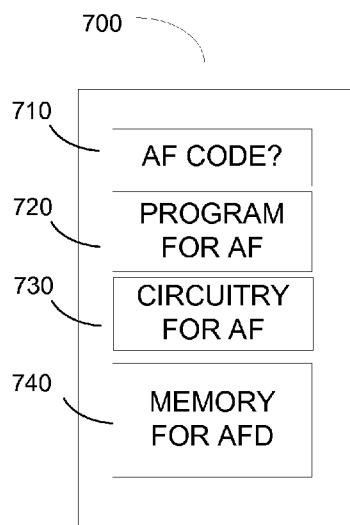 700
710
AF CODE?
720
PROGRAM
FOR AF
730
CIRCUITRY
FOR AF
740
MEMORY
FOR AFD